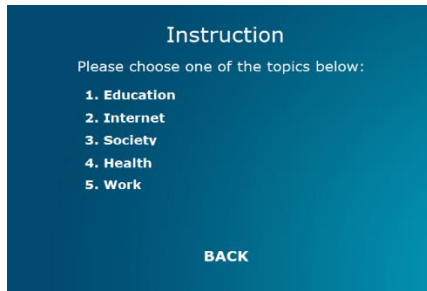 Instruction
Please choose one of the topics below:
1. Education
2. Internet
3. Society
4. Health
5. Work
BACK